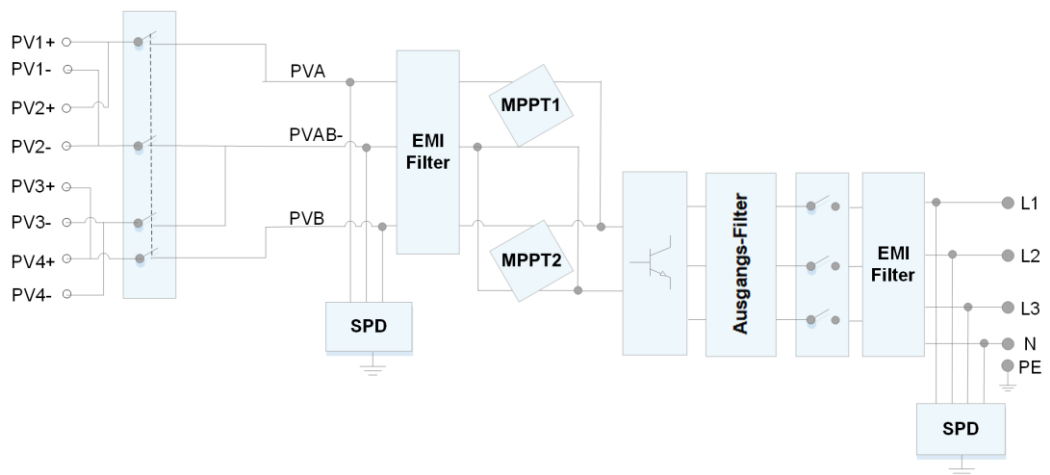 PV1+
PV1-
PV2+
PV2-
PV3+
PV3-
PV4+
PV4-
PVA
PVAB-
PVB
SPD
EMI
Filter
MPPT1
MPPT2
Ausgangs-Filter
EMI
Filter
L1
L2
L3
N
PE
SPD